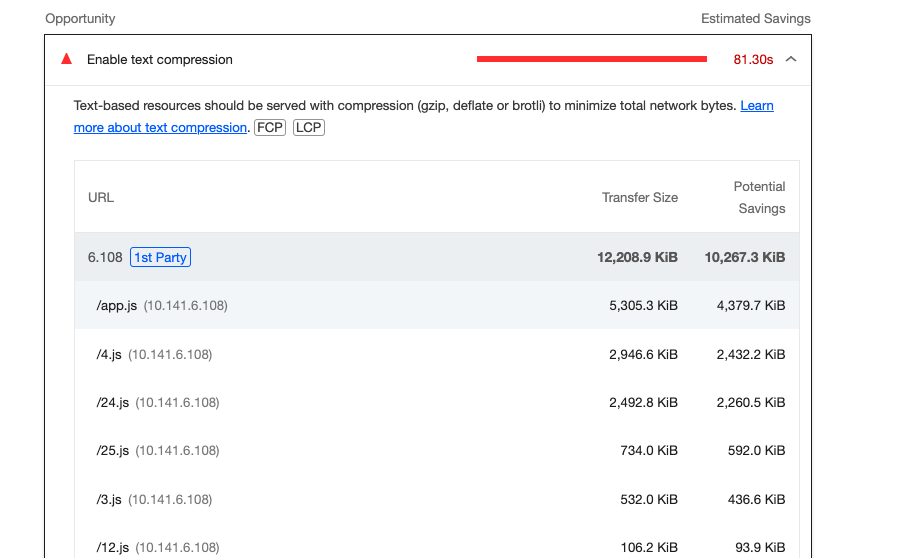 Opportunity Estimated Savings
Enable text compression 81.30s
Text-based resources should be served with compression (gzip, deflate or brotli) to minimize total network bytes. Learn
more about text compression. FCP LCP
URL Transfer Size Potential Savings
6.108 1st Party 12,208.9 KiB 10,267.3 KiB
/app.js (10.141.6.108) 5,305.3 KiB 4,379.7 KiB
/4.js (10.141.6.108) 2,946.6 KiB 2,432.2 KiB
/24.js (10.141.6.108) 2,492.8 KiB 2,260.5 KiB
/25.js (10.141.6.108) 734.0 KiB 592.0 KiB
/3.js (10.141.6.108) 532.0 KiB 436.6 KiB
/12.js (10.141.6.108) 106.2 KiB 93.9 KiB